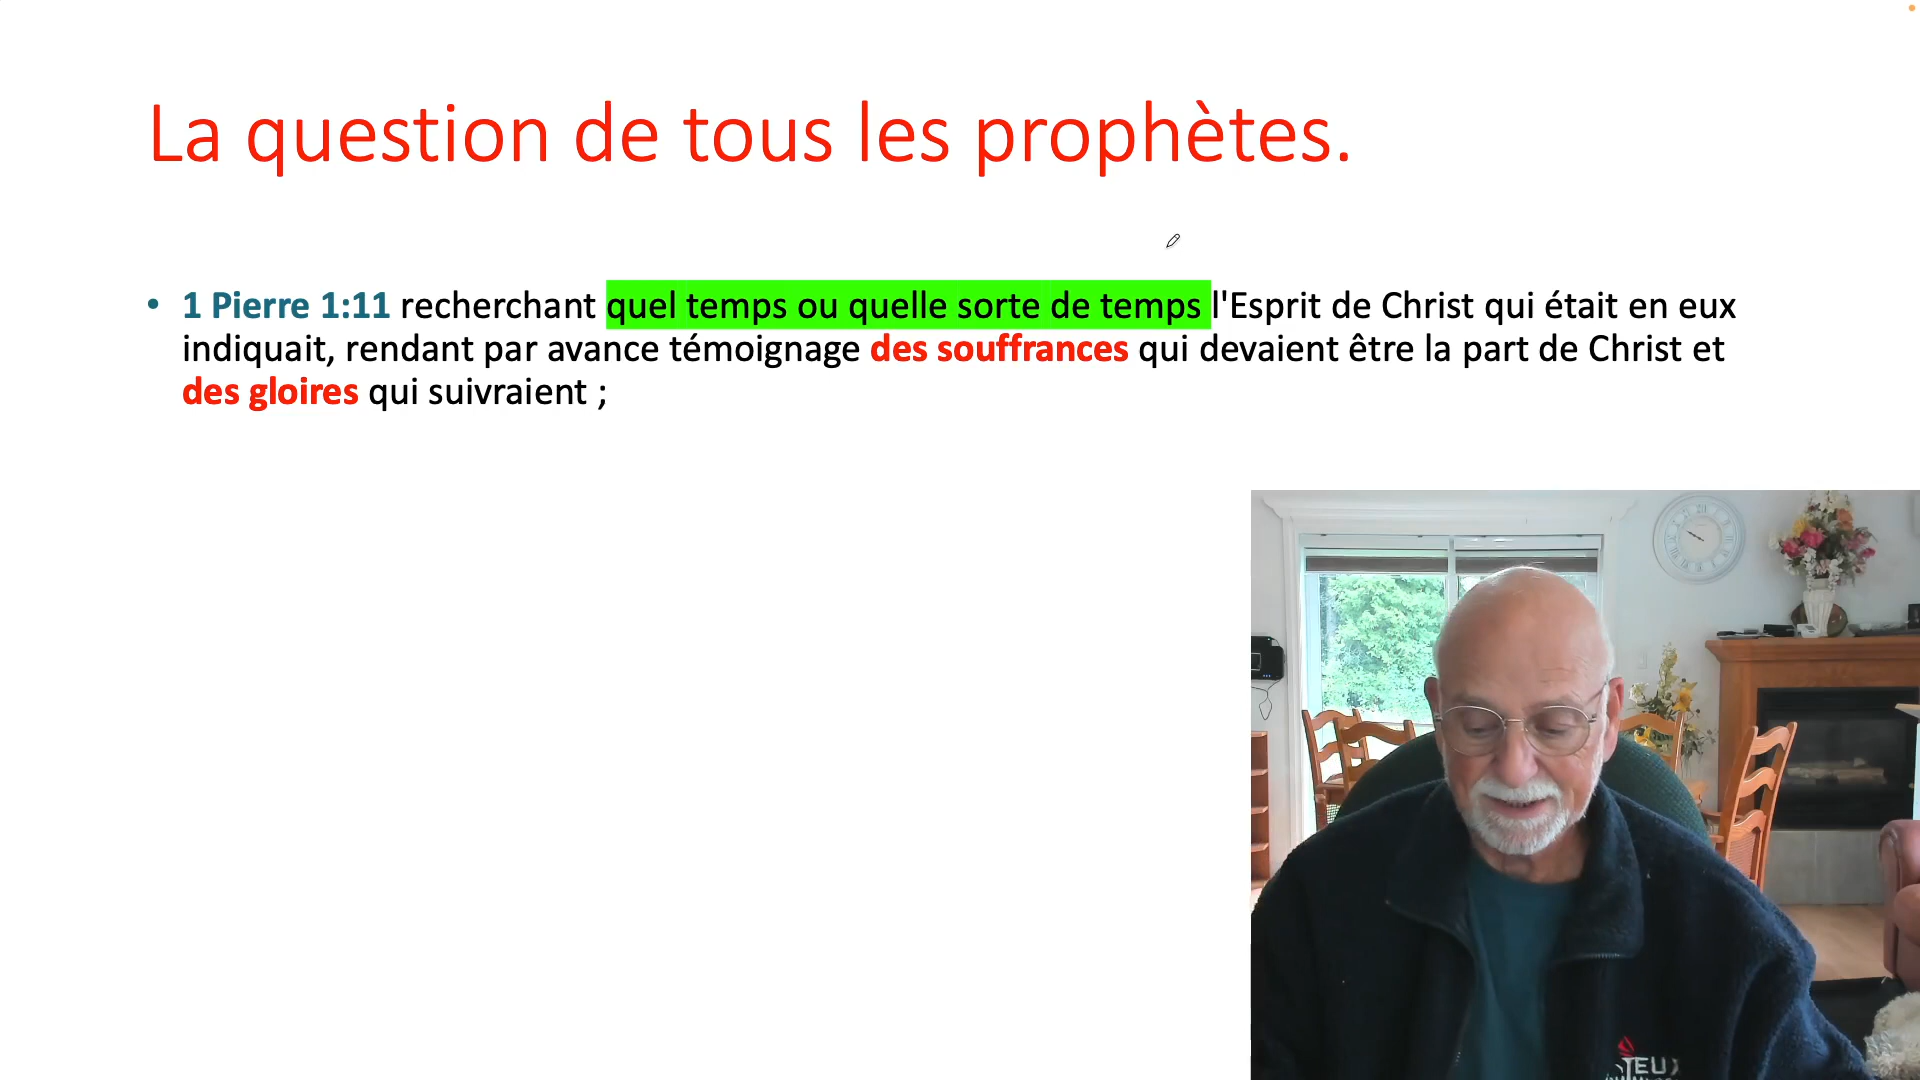 La question de tous les prophètes.
• 1 Pierre 1:11 recherchant quel temps ou quelle sorte de temps l'Esprit de Christ qui était en eux
indiquait, rendant par avance témoignage des souffrances qui devaient être la part de Christ et
des gloires qui suivraient ;